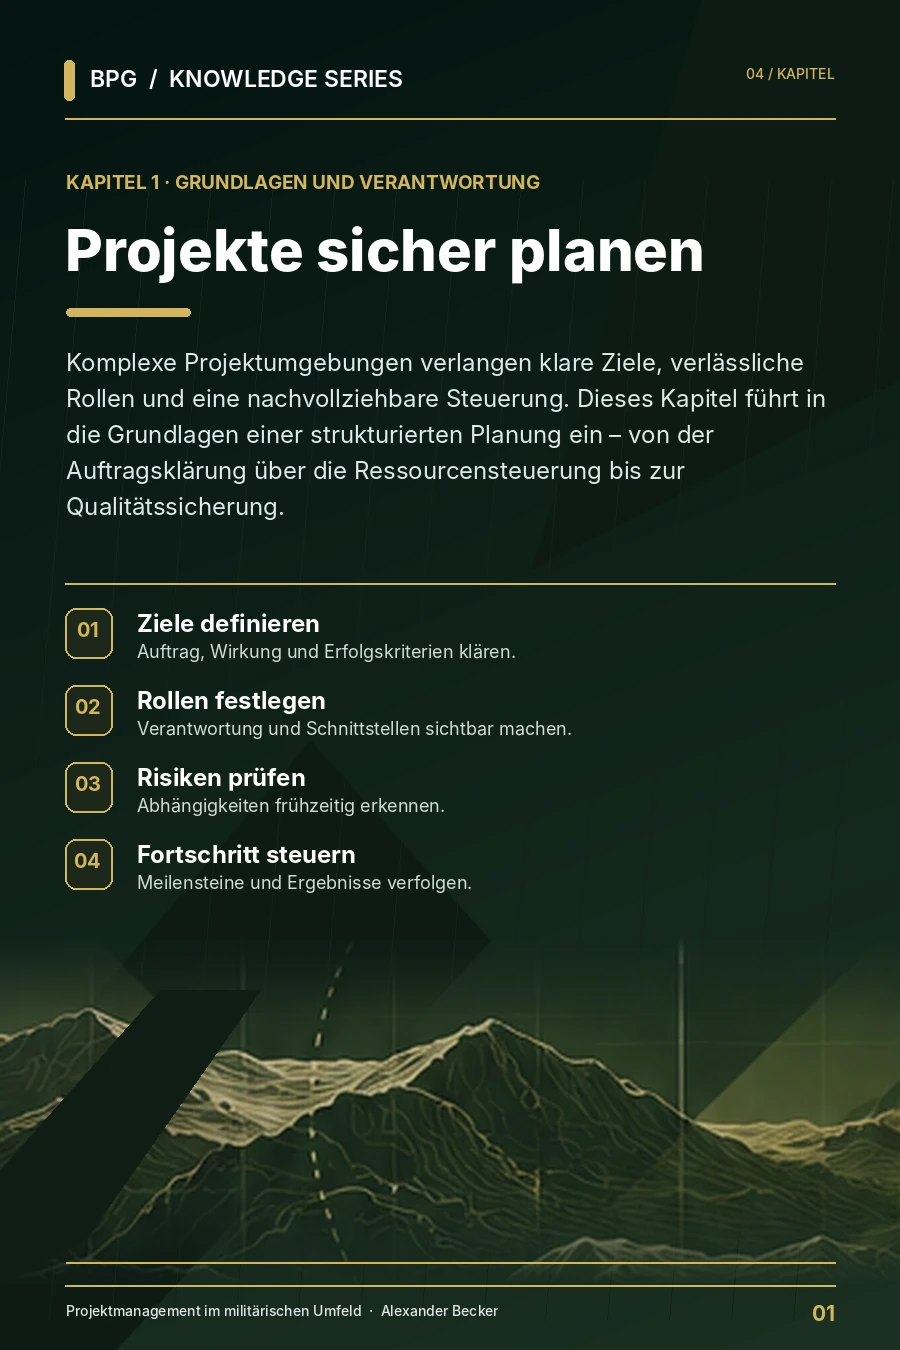 BPG / KNOWLEDGE SERIES
04 / KAPITEL
KAPITEL 1 · GRUNDLAGEN UND VERANTWORTUNG
Projekte sicher planen
Komplexe Projektumgebungen verlangen klare Ziele, verlässliche
Rollen und eine nachvollziehbare Steuerung. Dieses Kapitel führt in
die Grundlagen einer strukturierten Planung ein – von der
Auftragsklärung über die Ressourcensteuerung bis zur
Qualitätssicherung.
01
Ziele definieren
Auftrag, Wirkung und Erfolgskriterien klären.
02
Rollen festlegen
Verantwortung und Schnittstellen sichtbar machen.
03
Risiken prüfen
Abhängigkeiten frühzeitig erkennen.
04
Fortschritt steuern
Meilensteine und Ergebnisse verfolgen.
Projektmanagement im militärischen Umfeld · Alexander Becker
01